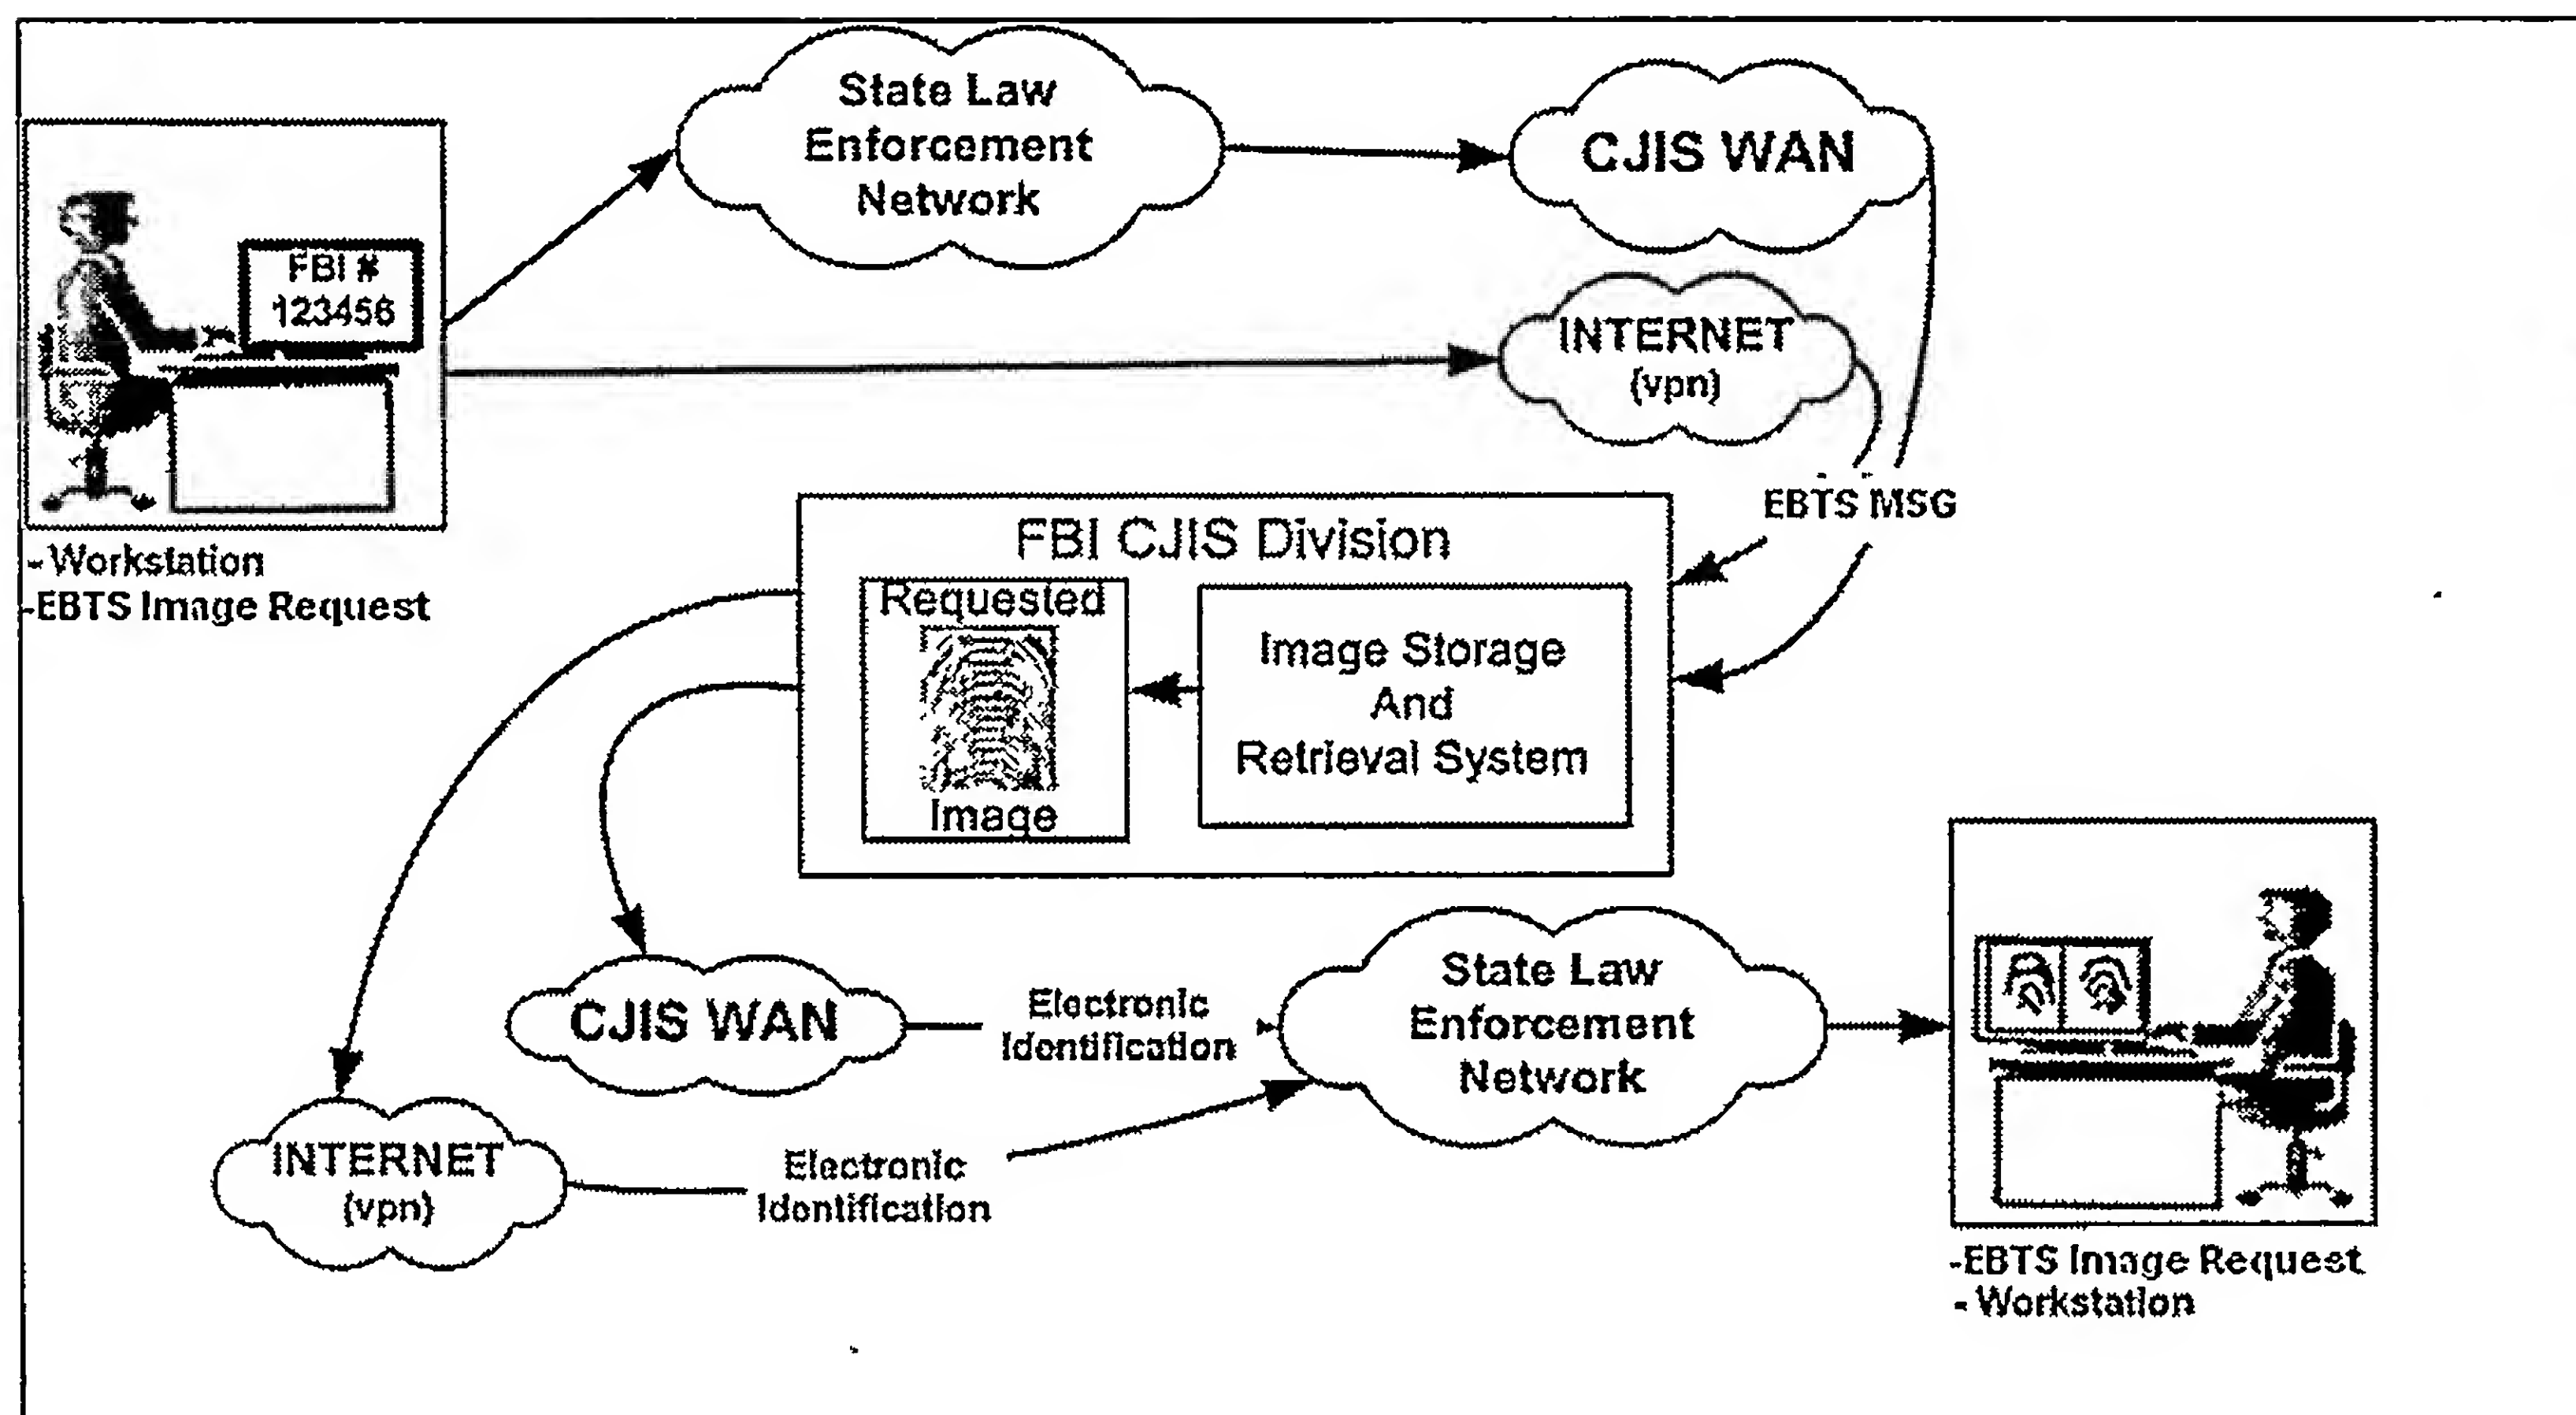 State Law
Enforcement
Network
CJIS WAN
FBI #
123456
INTERNET
(vpn)
EBTS MSG
- Workstation
-EBTS Image Request
FBI CJIS Division
Requested
Image
Image Storage
And
Retrieval System
CJIS WAN
Electronic
Identification
State Law
Enforcement
Network
INTERNET
(vpn)
Electronic
Identification
-EBTS Image Request
- Workstation